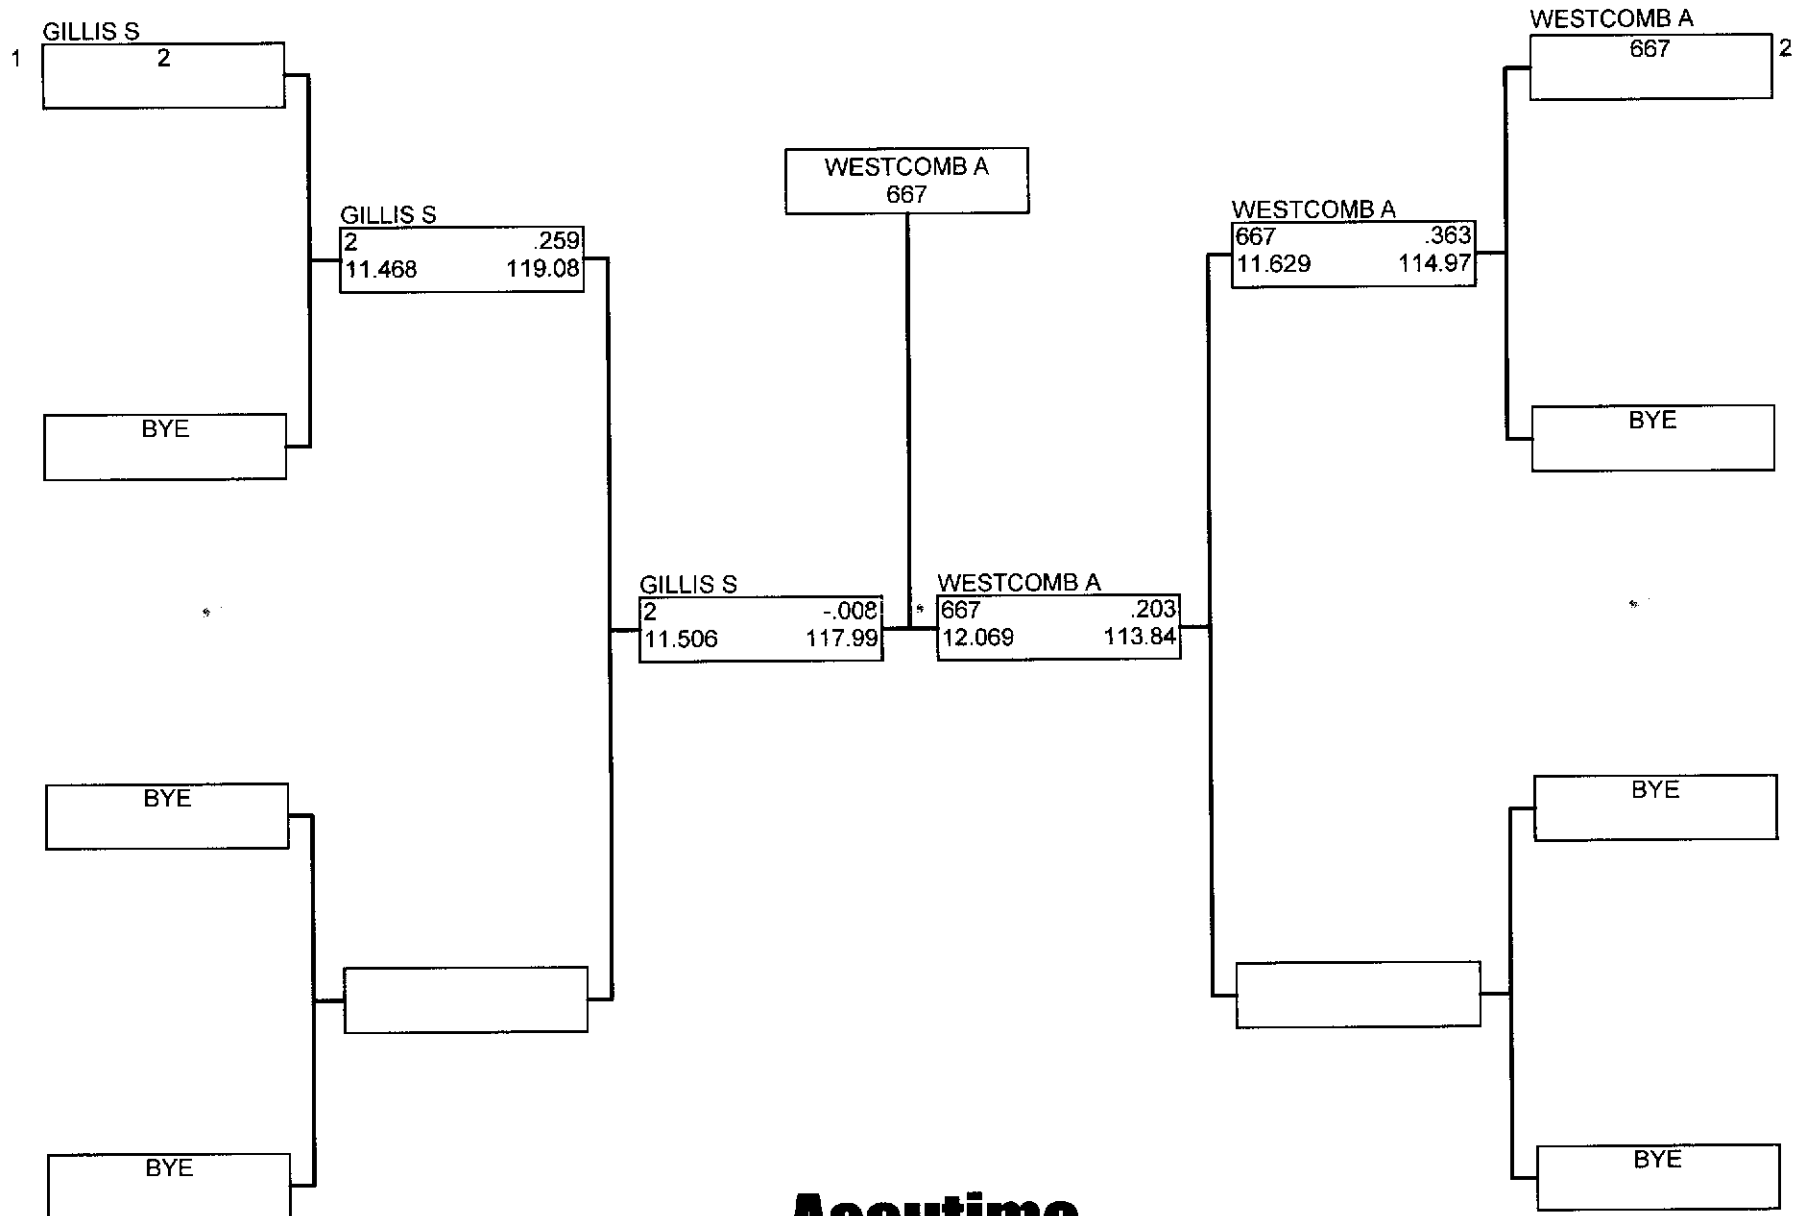 GILLIS S
1
2
BYE
BYE
BYE
GILLIS S
2 .259
11.468 119.08
GILLIS S
2 -.008
11.506 117.99
WESTCOMB A
667
WESTCOMB A
667 .203
12.069 113.84
WESTCOMB A
667 .363
11.629 114.97
WESTCOMB A
667
2
BYE
BYE
BYE
Accutime